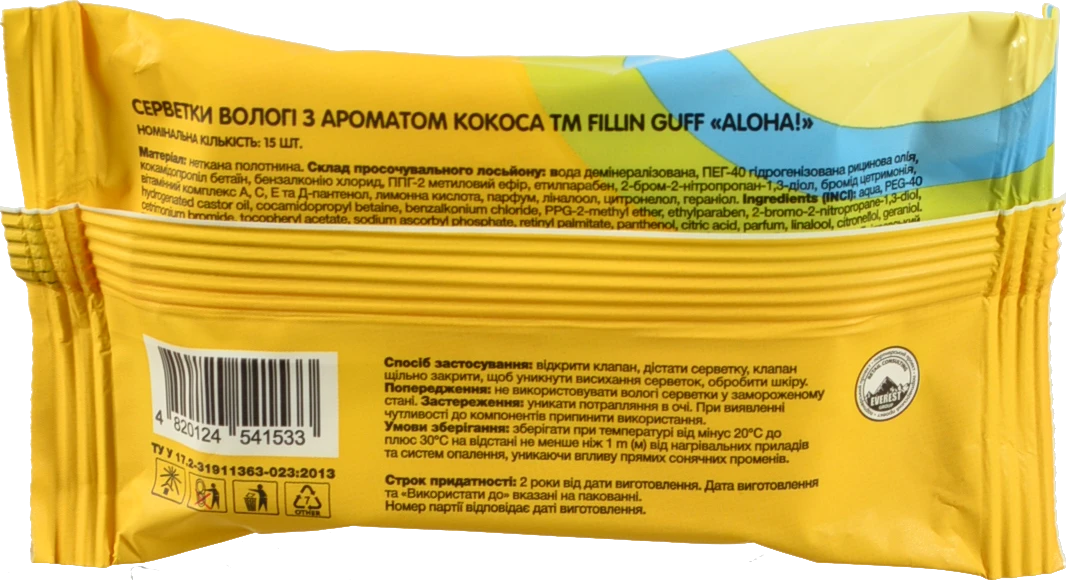 СЕРВЕТКИ ВОЛОГІ З АРОМАТОМ КОКОСА ТМ FILLIN GUFF «ALOHA!»
НОМІНАЛЬНА КІЛЬКІСТЬ: 15 ШТ.
Матеріал: неткана полотнина. Склад просочувального лосьйону: вода демінералізована, ПЕГ-40 гідрогенізована рицинова олія,
кокамідопропіл бетаїн, бензалконію хлорид, ППГ-2 метиловий ефір, етилпарабен, 2-бром-2-нітропропан-1,3-діол, бромід цетримонія,
вітамінний комплекс А, С, Е та Д-пантенол, лимонна кислота, парфум, ліналоол, цитронелол, гераніол. Ingredients (INCI): aqua, PEG-40
hydrogenated castor oil, cocamidopropyl betaine, benzalkonium chloride, PPG-2-methyl ether, ethylparaben, 2-bromo-2-nitropropane-1,3-diol,
cetrimonium bromide, tocopheryl acetate, sodium ascorbyl phosphate, retinyl palmitate, panthenol, citric acid, parfum, linalool, citronellol, geraniol.
4 820124 541533
ТУ У 17.2-31911363-023:2013
7
OTHER
Спосіб застосування: відкрити клапан, дістати серветку, клапан
щільно закрити, щоб уникнути висихання серветок, обробити шкіру.
Попередження: не використовувати вологі серветки у замороженому
стані. Застереження: уникати потрапляння в очі. При виявленні
чутливості до компонентів припинити використання.
Умови зберігання: зберігати при температурі від мінус 20°С до
плюс 30°С на відстані не менше ніж 1 m (м) від нагрівальних приладів
та систем опалення, уникаючи впливу прямих сонячних променів.
Строк придатності: 2 роки від дати виготовлення. Дата виготовлення
та «Використати до» вказані на пакованні.
Номер партії відповідає даті виготовлення.
EVEREST
GROUP